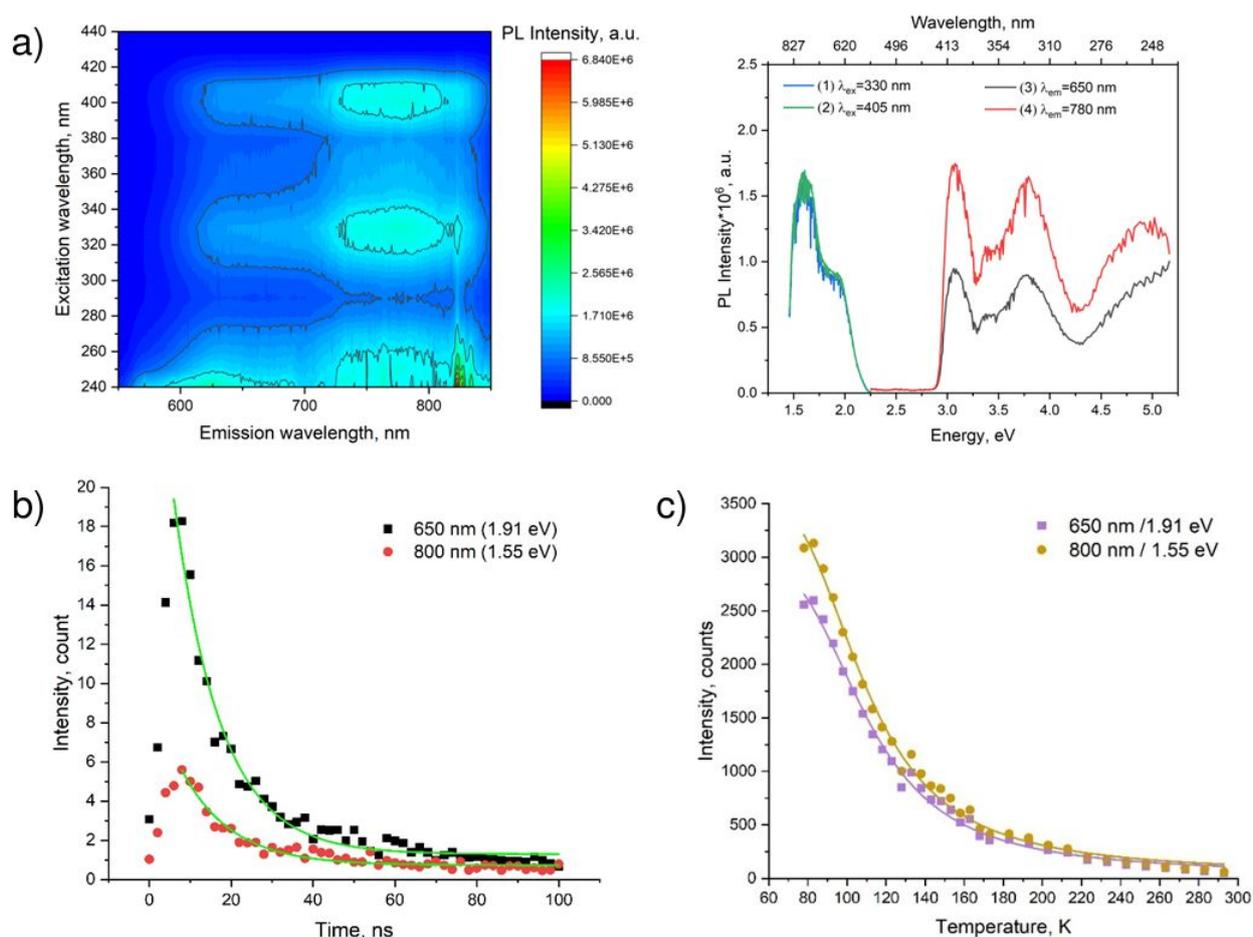 a)
440
420
400
380
360
340
320
300
280
260
240
Excitation wavelength, nm
600
700
800
Emission wavelength, nm
PL Intensity, a.u.
6.840E+6
5.985E+6
5.130E+6
4.275E+6
3.420E+6
2.565E+6
1.710E+6
8.550E+5
0.000
Wavelength, nm
827 620 496 413 354 310 276 248
2.5
2.0
1.5
1.0
0.5
0.0
PL Intensity*10⁶, a.u.
(1) λex=330 nm
(2) λex=405 nm
(3) λem=650 nm
(4) λem=780 nm
1.5 2.0 2.5 3.0 3.5 4.0 4.5 5.0
Energy, eV
b)
20
18
16
14
12
10
8
6
4
2
0
Intensity, count
650 nm (1.91 eV)
800 nm (1.55 eV)
0 20 40 60 80 100
Time, ns
c)
3500
3000
2500
2000
1500
1000
500
0
Intensity, counts
650 nm /1.91 eV
800 nm / 1.55 eV
60 80 100 120 140 160 180 200 220 240 260 280 300
Temperature, K